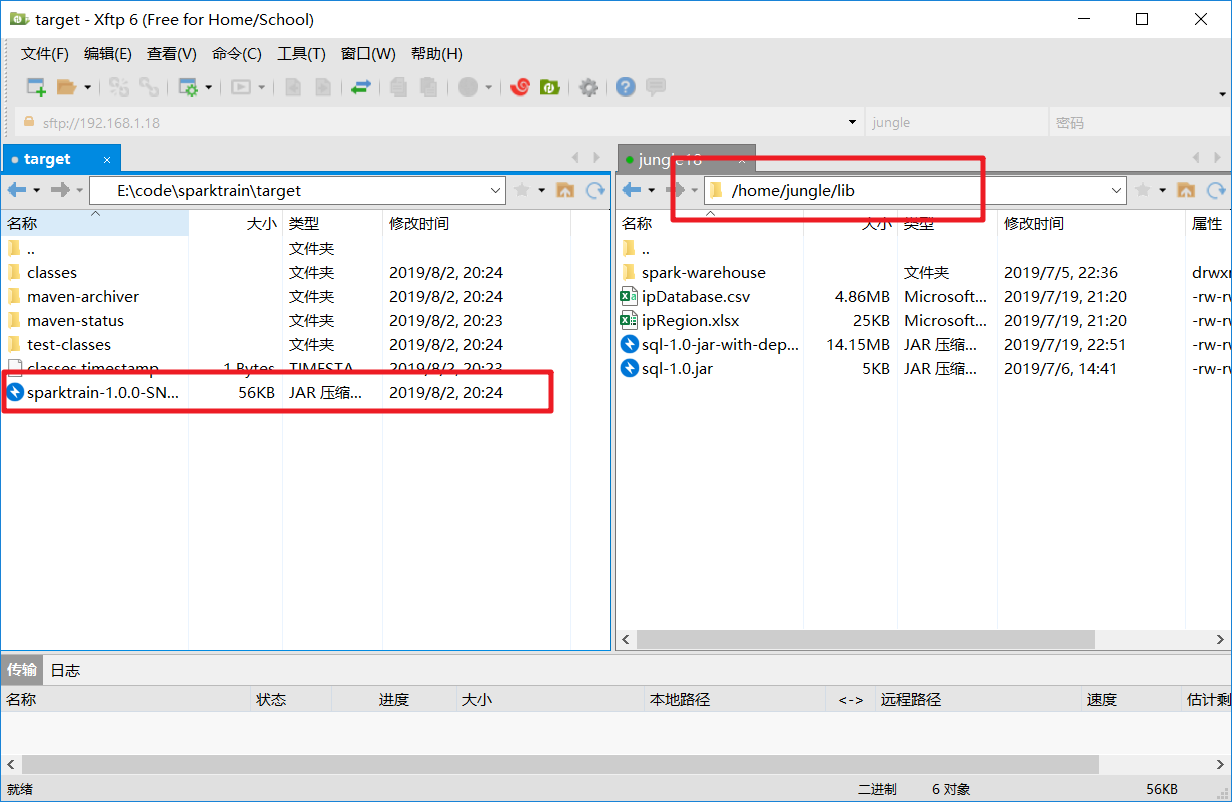 target - Xftp 6 (Free for Home/School)
文件(F) 编辑(E) 查看(V) 命令(C) 工具(T) 窗口(W) 帮助(H)
sftp://192.168.1.18 jungle 密码
target × jungle18 ×
E:\code\sparktrain\target /home/jungle/lib
名称 大小 类型 修改时间 名称 大小 类型 修改时间 属性
.. 文件夹 ..
classes 文件夹 2019/8/2, 20:24 spark-warehouse 文件夹 2019/7/5, 22:36 drwxr
maven-archiver 文件夹 2019/8/2, 20:24 ipDatabase.csv 4.86MB Microsoft... 2019/7/19, 21:20 -rw-rw
maven-status 文件夹 2019/8/2, 20:23 ipRegion.xlsx 25KB Microsoft... 2019/7/19, 21:20 -rw-rw
test-classes 文件夹 2019/8/2, 20:24 sql-1.0-jar-with-dep... 14.15MB JAR 压缩... 2019/7/19, 22:51 -rw-rw
classes.timestamp 1 Bytes TIMESTA 2019/8/2, 20:23 sql-1.0.jar 5KB JAR 压缩... 2019/7/6, 14:41 -rw-rw
sparktrain-1.0.0-SN... 56KB JAR 压缩... 2019/8/2, 20:24
传输 日志
名称 状态 进度 大小 本地路径 <-> 远程路径 速度 估计剩
就绪 二进制 6 对象 56KB